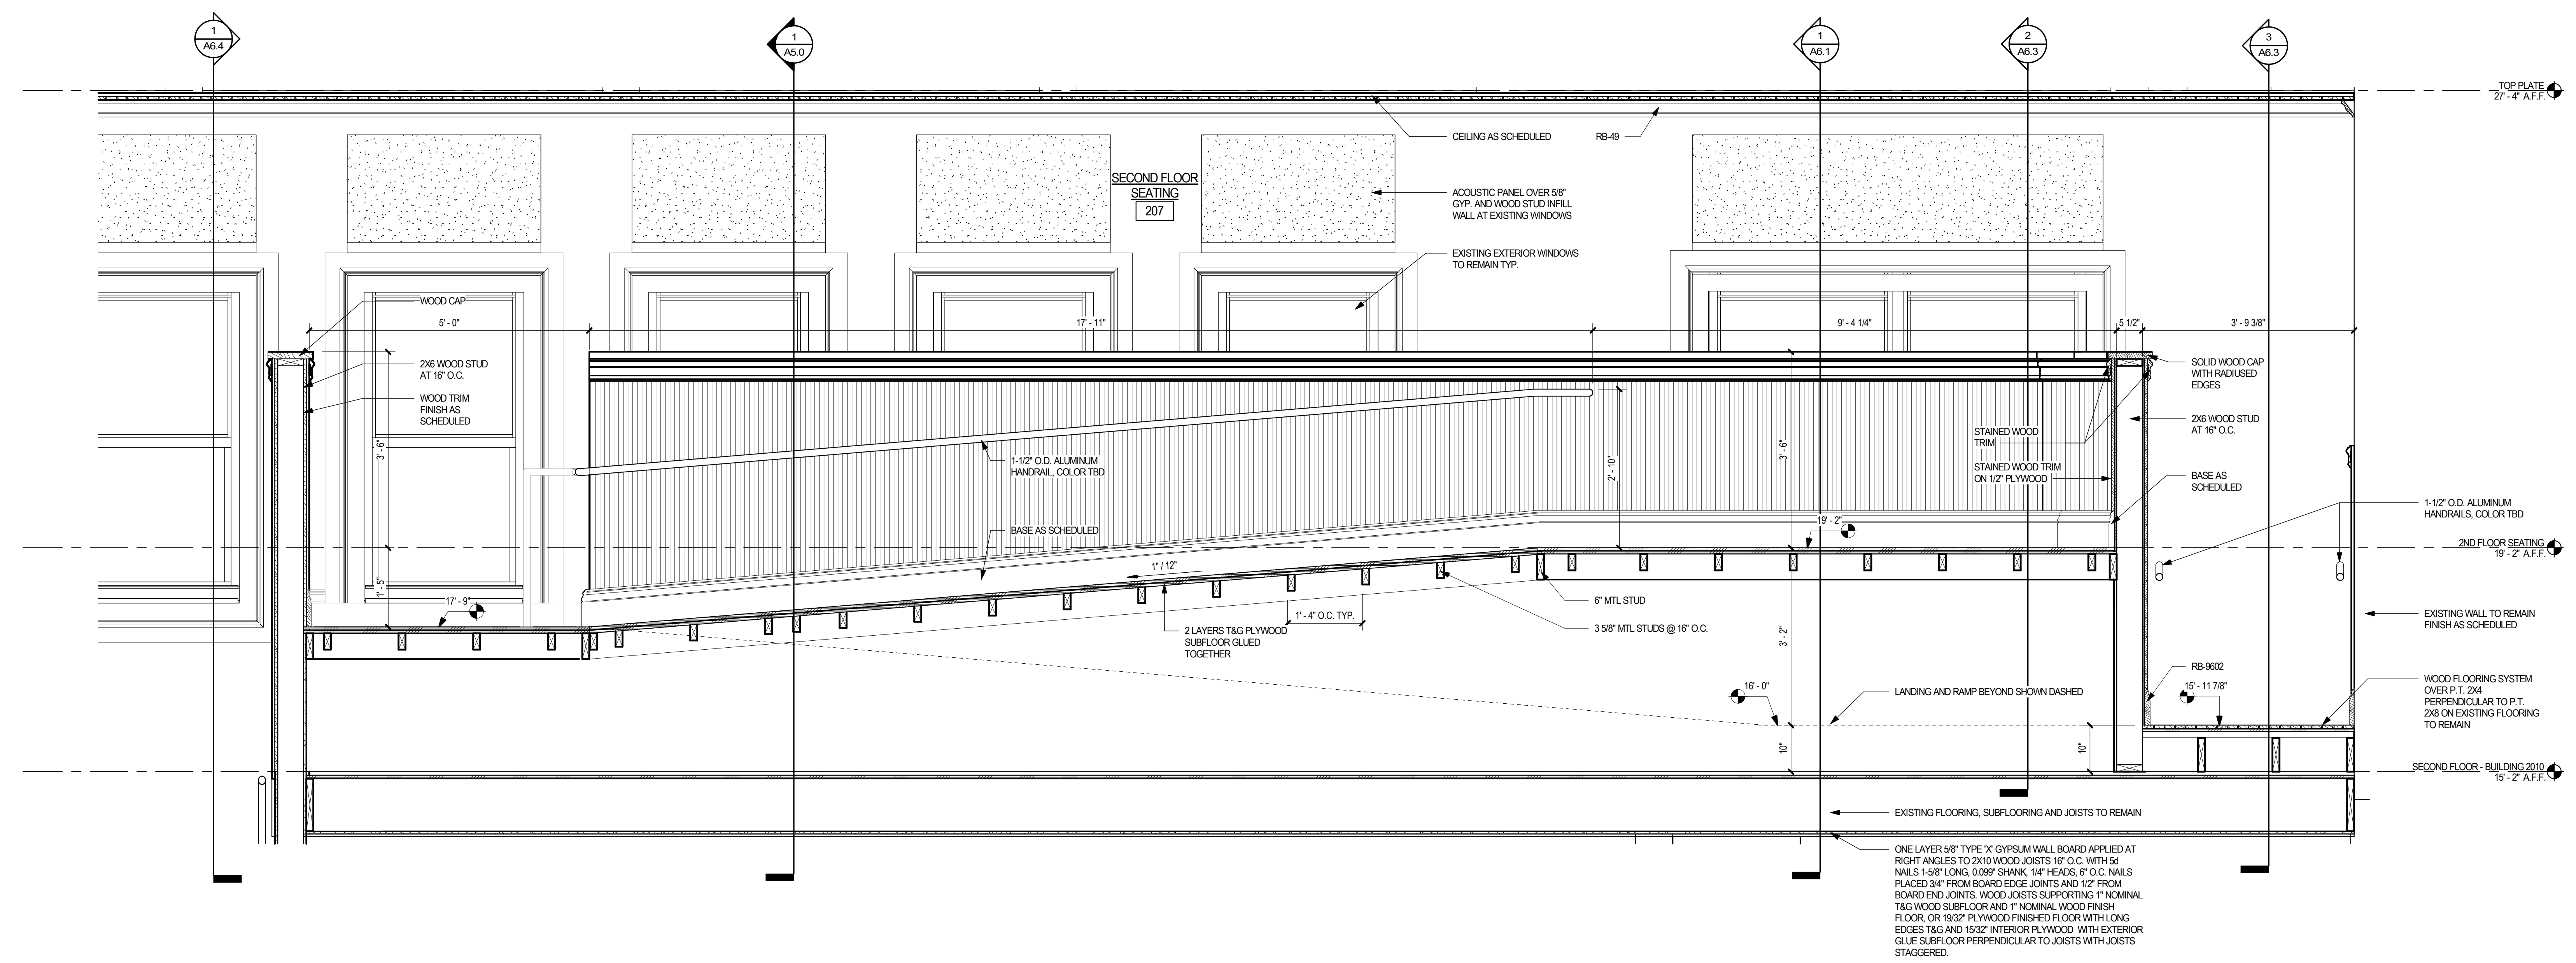 1
A6.4
1
A5.0
1
A6.1
2
A6.3
3
A6.3
TOP PLATE
27' - 4" A.F.F.
CEILING AS SCHEDULED
RB-49
SECOND FLOOR
SEATING
207
ACOUSTIC PANEL OVER 5/8"
GYP. AND WOOD STUD INFILL
WALL AT EXISTING WINDOWS
EXISTING EXTERIOR WINDOWS
TO REMAIN TYP.
WOOD CAP
5' - 0"
17' - 11"
9' - 4 1/4"
5 1/2"
3' - 9 3/8"
2X6 WOOD STUD
AT 16" O.C.
WOOD TRIM
FINISH AS
SCHEDULED
SOLID WOOD CAP
WITH RADIUSED
EDGES
2X6 WOOD STUD
AT 16" O.C.
STAINED WOOD
TRIM
STAINED WOOD TRIM
ON 1/2" PLYWOOD
BASE AS
SCHEDULED
3' - 6"
1' - 5"
2' - 10"
3' - 6"
1-1/2" O.D. ALUMINUM
HANDRAIL, COLOR TBD
BASE AS SCHEDULED
19' - 2"
1-1/2" O.D. ALUMINUM
HANDRAILS, COLOR TBD
2ND FLOOR SEATING
19' - 2" A.F.F.
1" / 12"
17' - 9"
6" MTL STUD
1' - 4" O.C. TYP.
3 5/8" MTL STUDS @ 16" O.C.
2 LAYERS T&G PLYWOOD
SUBFLOOR GLUED
TOGETHER
3' - 2"
EXISTING WALL TO REMAIN
FINISH AS SCHEDULED
RB-9602
16' - 0"
LANDING AND RAMP BEYOND SHOWN DASHED
15' - 11 7/8"
WOOD FLOORING SYSTEM
OVER P.T. 2X4
PERPENDICULAR TO P.T.
2X8 ON EXISTING FLOORING
TO REMAIN
10"
10"
SECOND FLOOR - BUILDING 2010
15' - 2" A.F.F.
EXISTING FLOORING, SUBFLOORING AND JOISTS TO REMAIN
ONE LAYER 5/8" TYPE 'X' GYPSUM WALL BOARD APPLIED AT
RIGHT ANGLES TO 2X10 WOOD JOISTS 16" O.C. WITH 5d
NAILS 1-5/8" LONG, 0.099" SHANK, 1/4" HEADS, 6" O.C. NAILS
PLACED 3/4" FROM BOARD EDGE JOINTS AND 1/2" FROM
BOARD END JOINTS. WOOD JOISTS SUPPORTING 1" NOMINAL
T&G WOOD SUBFLOOR AND 1" NOMINAL WOOD FINISH
FLOOR, OR 19/32" PLYWOOD FINISHED FLOOR WITH LONG
EDGES T&G AND 15/32" INTERIOR PLYWOOD WITH EXTERIOR
GLUE SUBFLOOR PERPENDICULAR TO JOISTS WITH JOISTS
STAGGERED.